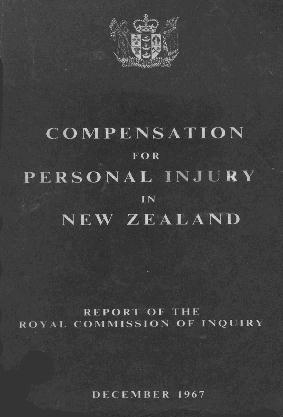 COMPENSATION
FOR
PERSONAL INJURY
IN
NEW ZEALAND
REPORT OF THE
ROYAL COMMISSION OF INQUIRY
DECEMBER 1967